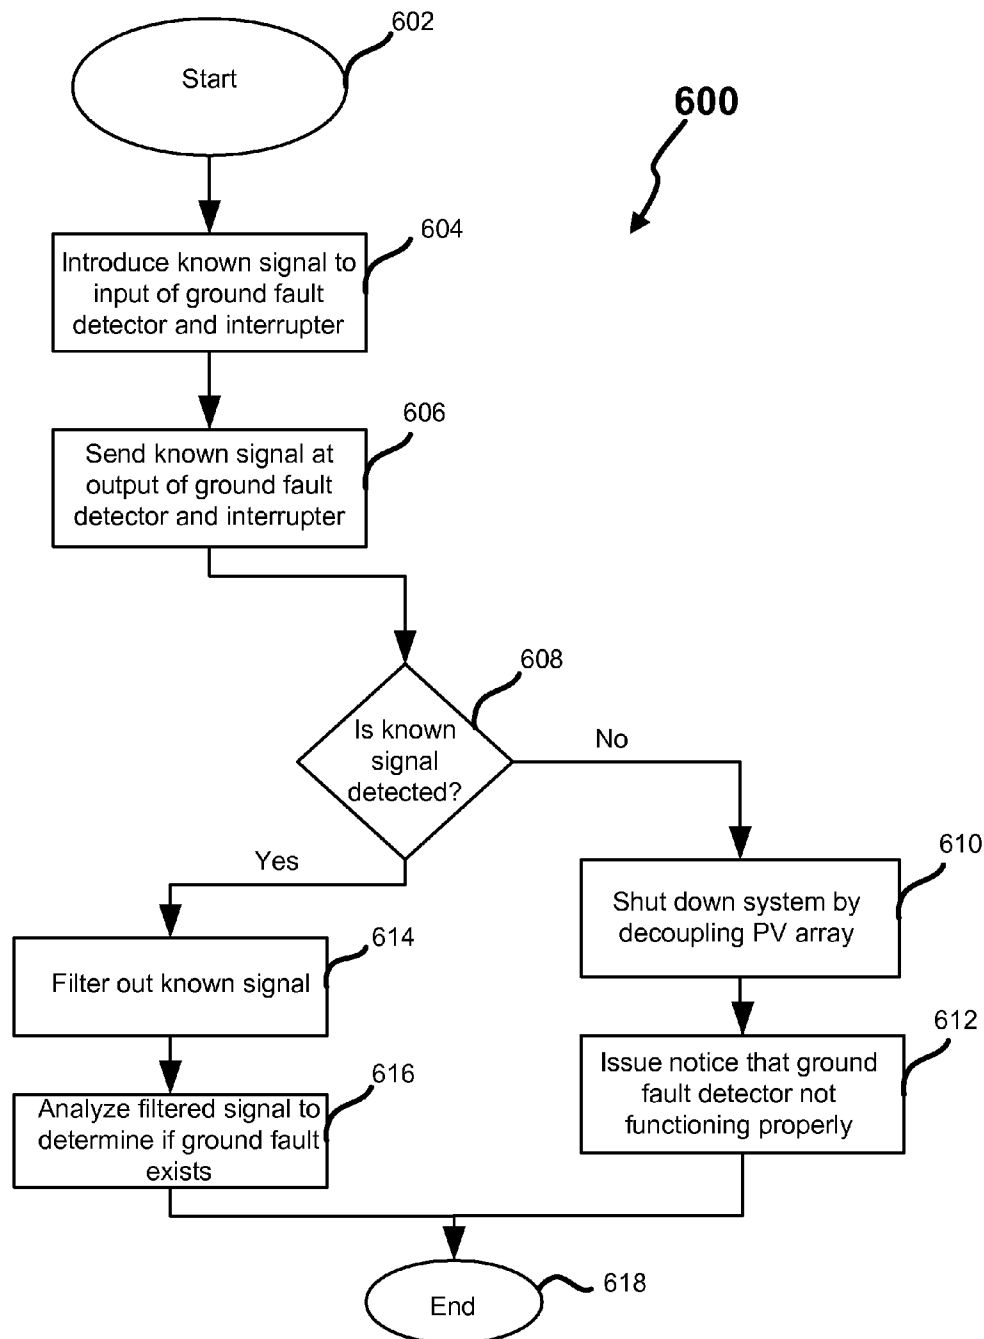 602
Start
600
604
Introduce known signal to
input of ground fault
detector and interrupter
606
Send known signal at
output of ground fault
detector and interrupter
608
Is known
signal
detected?
No
Yes
610
Shut down system by
decoupling PV array
614
Filter out known signal
612
Issue notice that ground
fault detector not
functioning properly
616
Analyze filtered signal to
determine if ground fault
exists
618
End